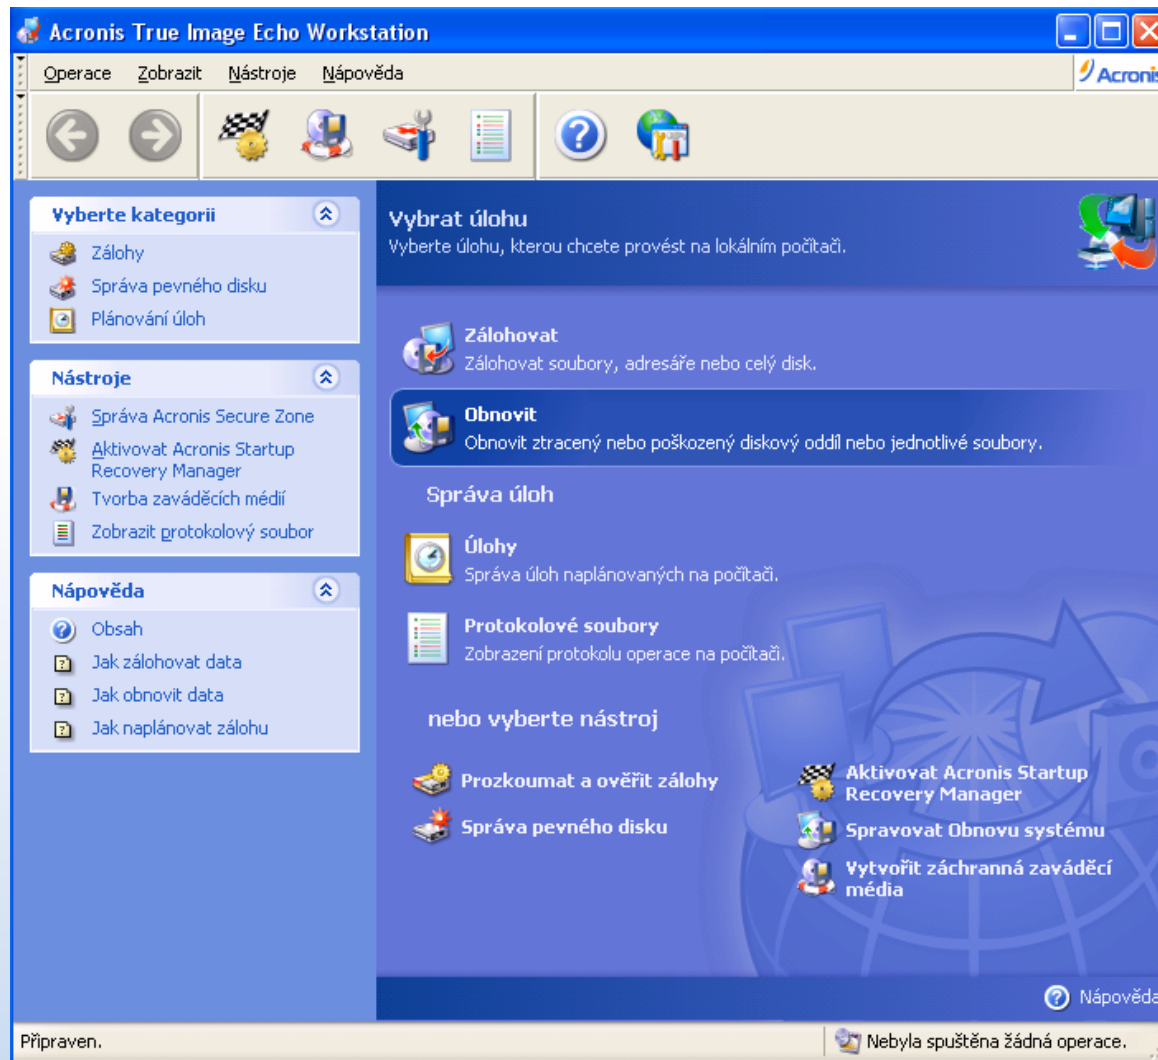 Acronis True Image Echo Workstation
Operace Zobrazit Nástroje Nápověda
Acronis
Vyberte kategorii
Zálohy
Správa pevného disku
Plánování úloh
Nástroje
Správa Acronis Secure Zone
Aktivovat Acronis Startup
Recovery Manager
Tvorba zaváděcích médií
Zobrazit protokolový soubor
Nápověda
Obsah
Jak zálohovat data
Jak obnovit data
Jak naplánovat zálohu
Vybrat úlohu
Vyberte úlohu, kterou chcete provést na lokálním počítači.
Zálohovat
Zálohovat soubory, adresáře nebo celý disk.
Obnovit
Obnovit ztracený nebo poškozený diskový oddíl nebo jednotlivé soubory.
Správa úloh
Úlohy
Správa úloh naplánovaných na počítači.
Protokolové soubory
Zobrazení protokolu operace na počítači.
nebo vyberte nástroj
Prozkoumat a ověřit zálohy
Správa pevného disku
Aktivovat Acronis Startup
Recovery Manager
Spravovat Obnovu systému
Vytvořit záchranná zaváděcí
média
Nápověda
Připraven.
Nebyla spuštěna žádná operace.